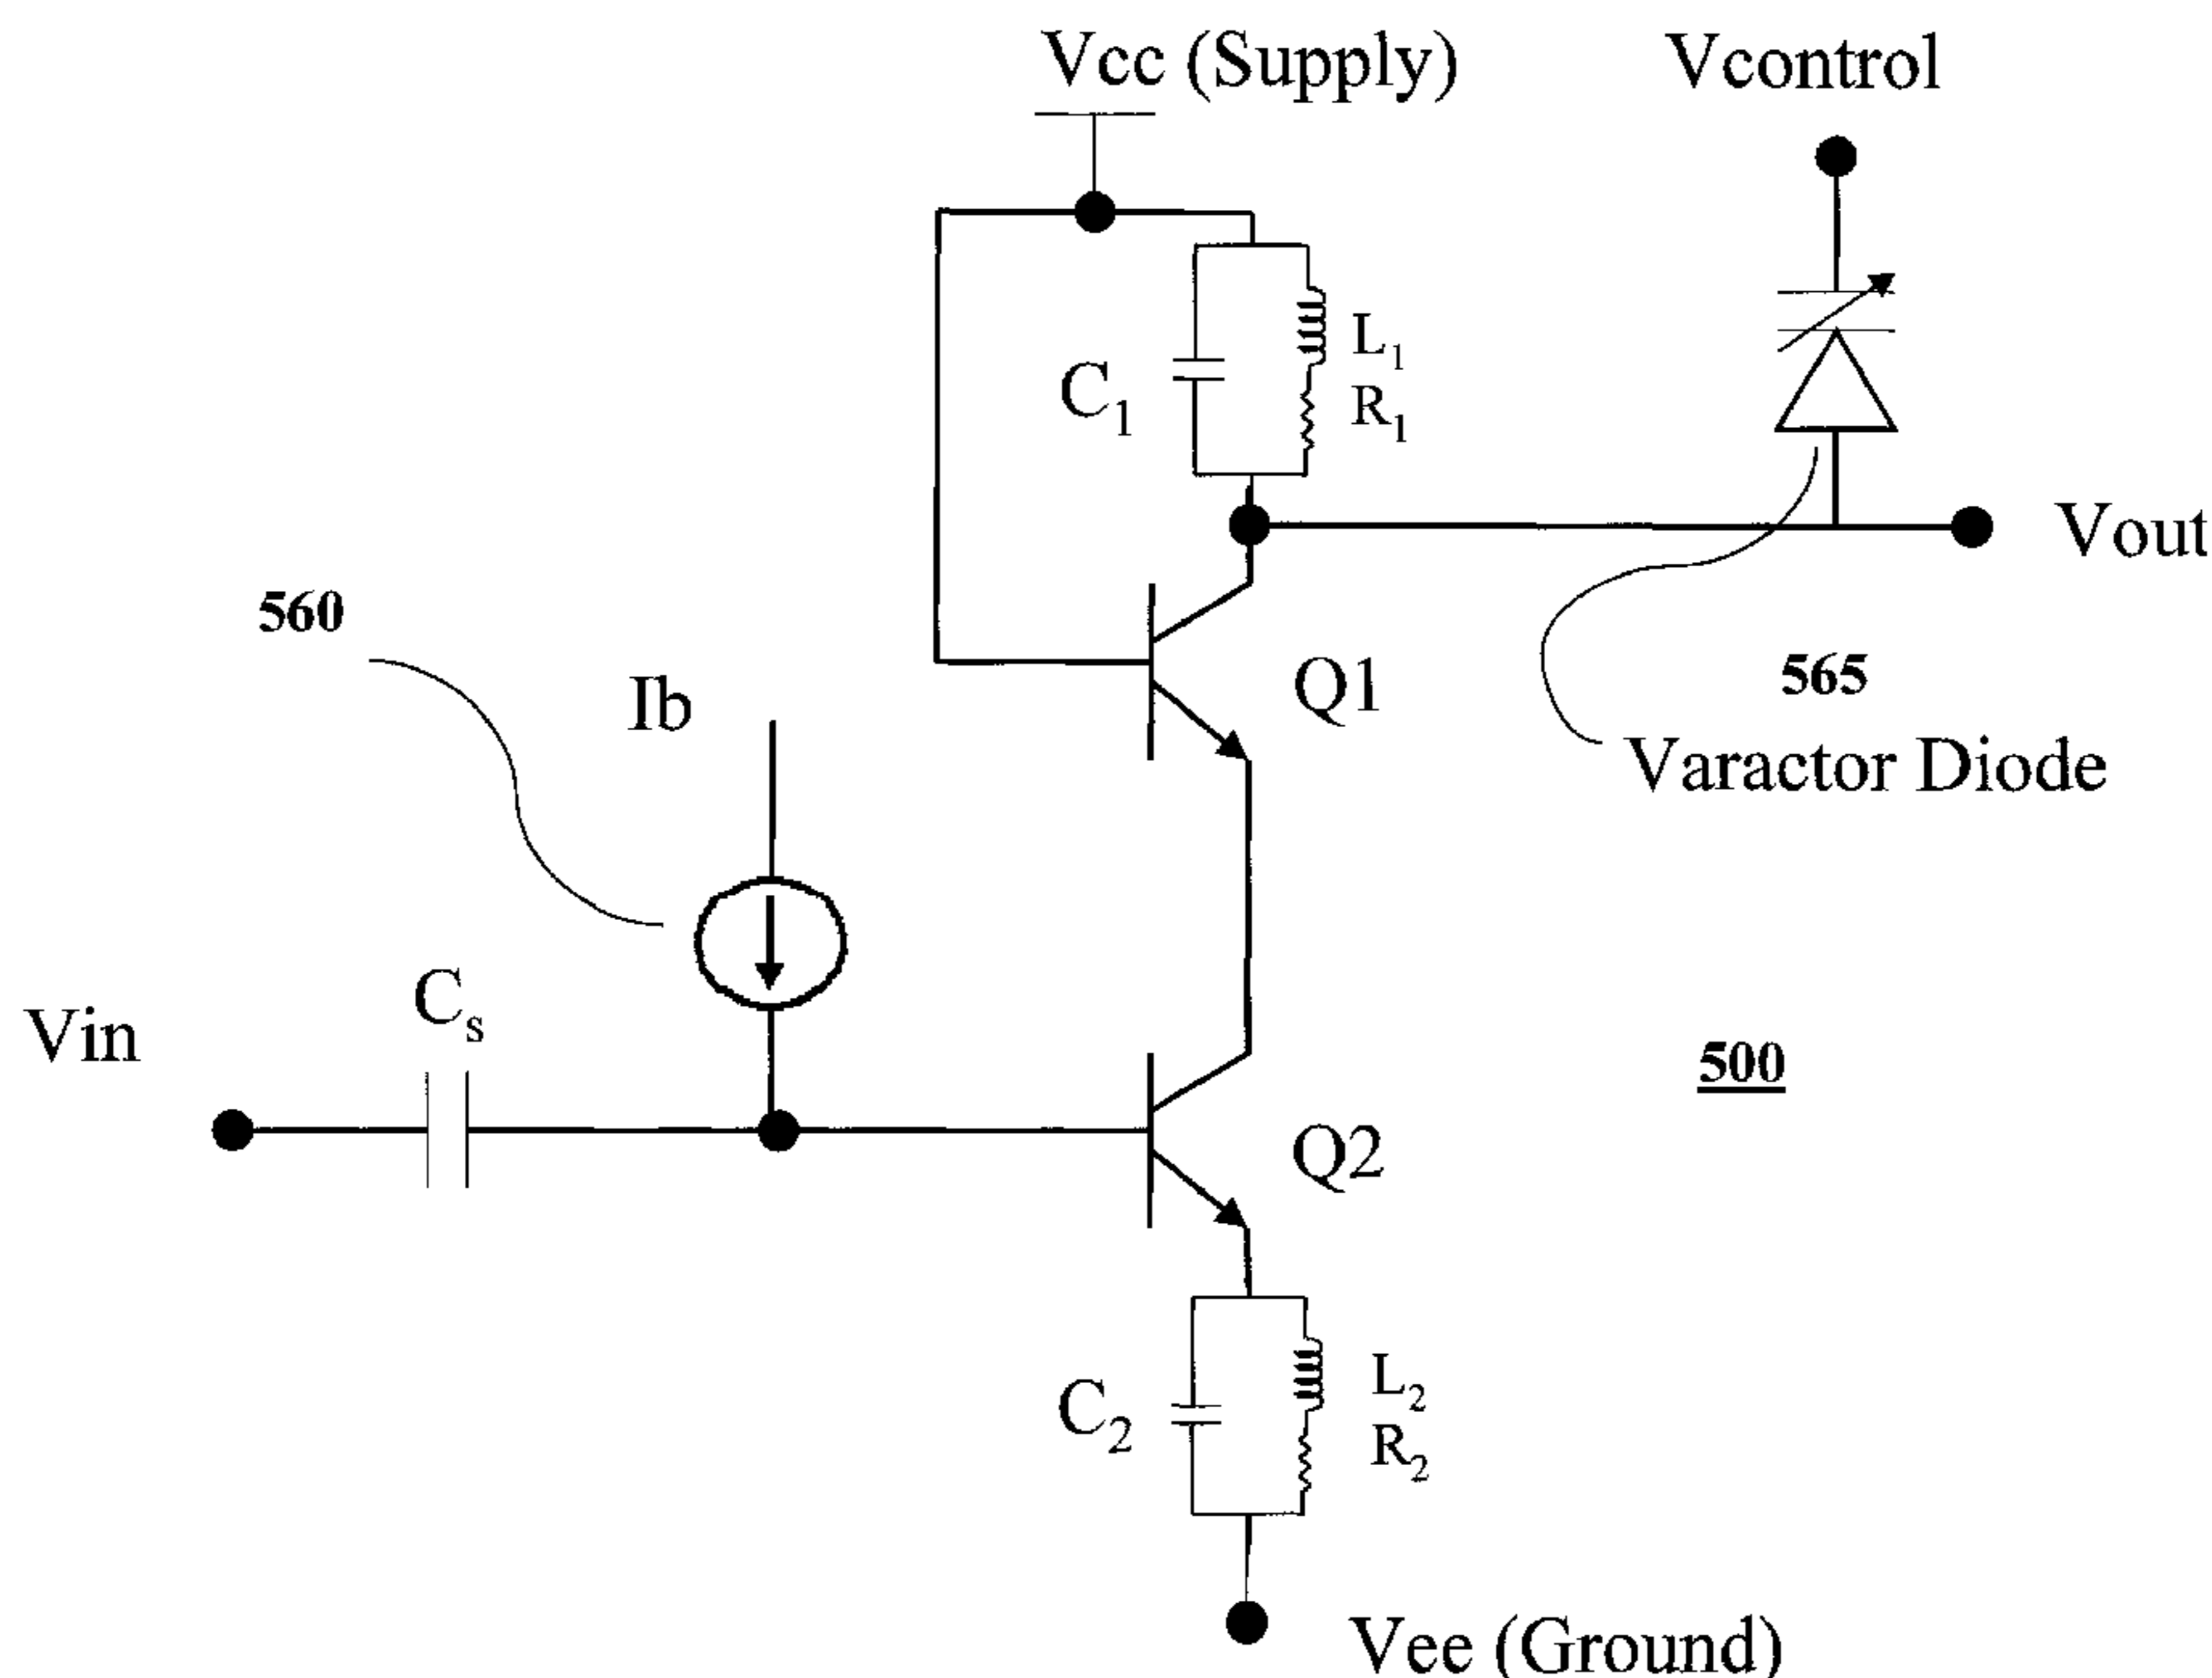 Vcc (Supply)
Vcontrol
C₁
L₁
R₁
Vout
560
Ib
Q1
565
Varactor Diode
Vin
Cₛ
500
Q2
C₂
L₂
R₂
Vee (Ground)